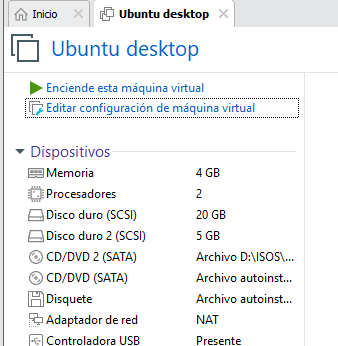 Inicio
Ubuntu desktop
Ubuntu desktop
Enciende esta máquina virtual
Editar configuración de máquina virtual
Dispositivos
Memoria 4 GB
Procesadores 2
Disco duro (SCSI) 20 GB
Disco duro 2 (SCSI) 5 GB
CD/DVD 2 (SATA) Archivo D:\ISOS\...
CD/DVD (SATA) Archivo autoinst...
Disquete Archivo autoinst...
Adaptador de red NAT
Controladora USB Presente